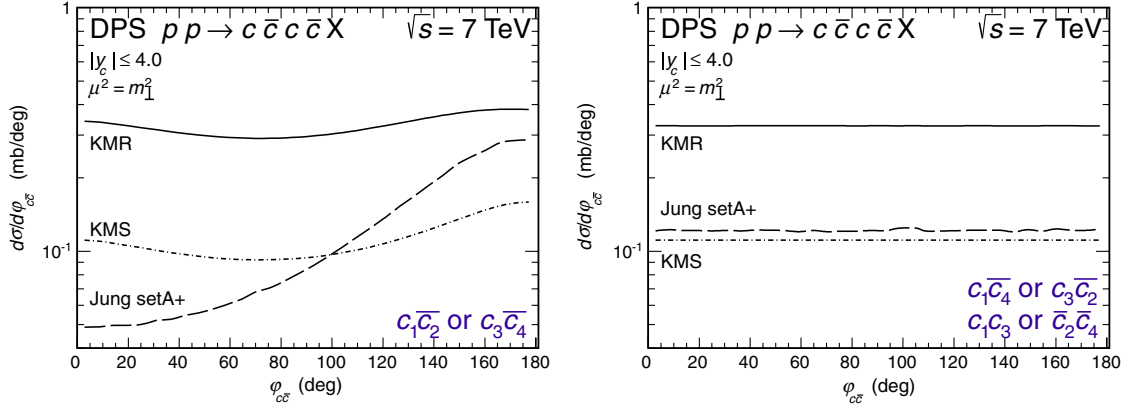 DPS p p → c c̅ c c̅ X √s = 7 TeV
|y_c| ≤ 4.0
μ² = m²_⊥
KMR
KMS
Jung setA+
c₁c̅₂ or c₃c̅₄
dσ/dφ_cc̅ (mb/deg)
1
10⁻¹
0 20 40 60 80 100 120 140 160 180
φ_cc̅ (deg)
DPS p p → c c̅ c c̅ X √s = 7 TeV
|y_c| ≤ 4.0
μ² = m²_⊥
KMR
Jung setA+
KMS
c₁c̅₄ or c₃c̅₂
c₁c₃ or c̅₂c̅₄
dσ/dφ_cc̅ (mb/deg)
1
10⁻¹
0 20 40 60 80 100 120 140 160 180
φ_cc̅ (deg)